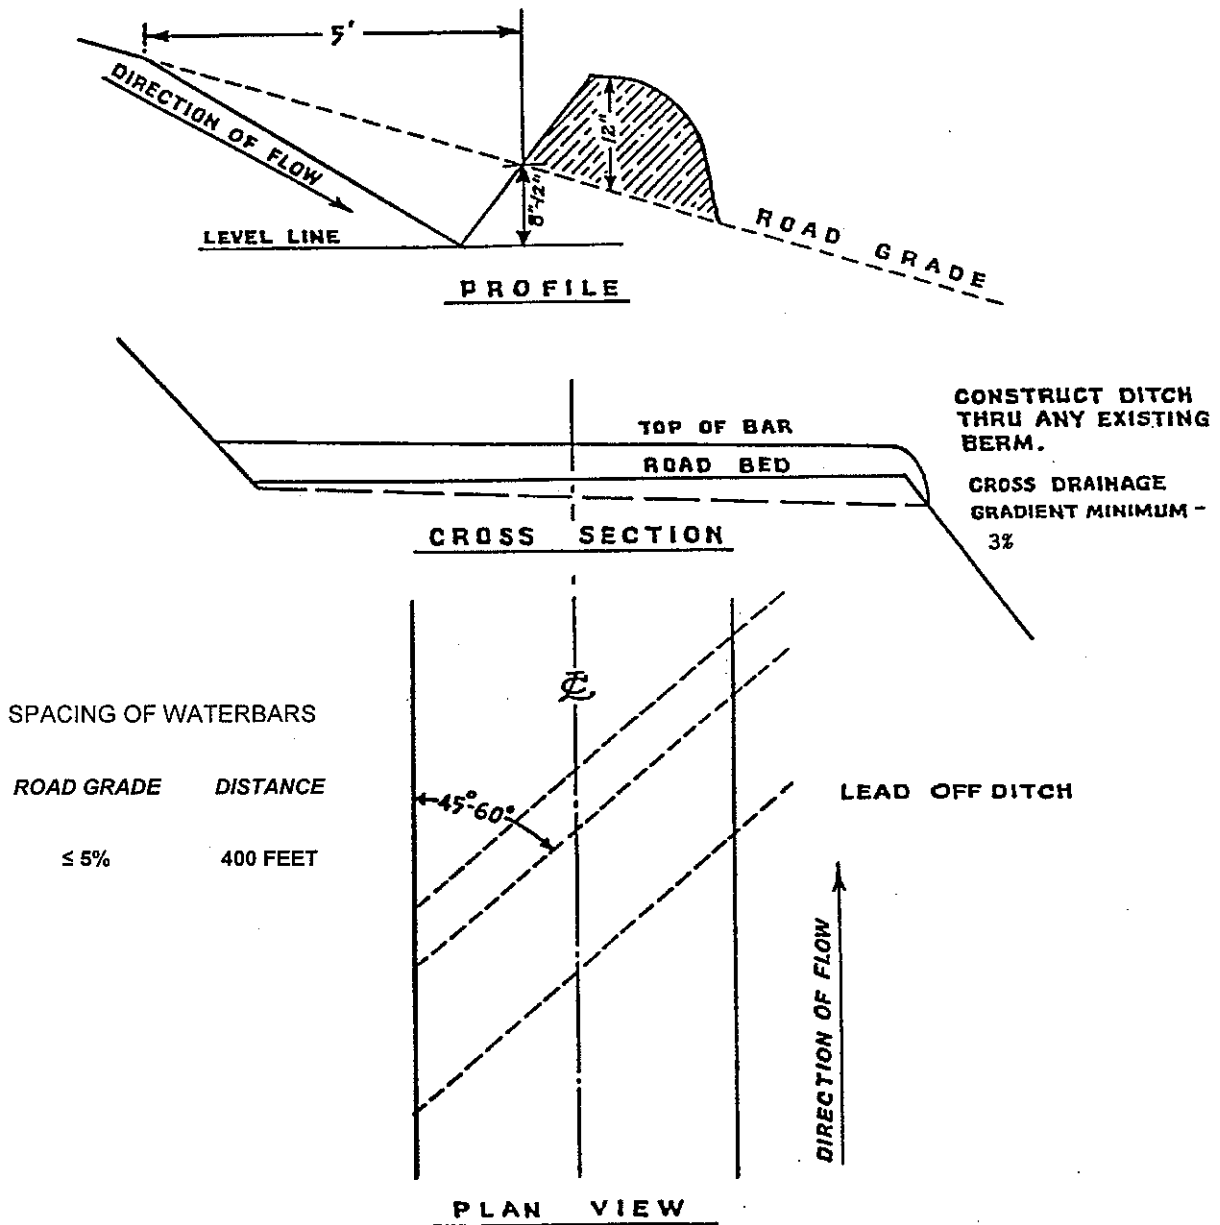 5'
DIRECTION OF FLOW
12"
8"-12"
LEVEL LINE
ROAD GRADE
PROFILE
TOP OF BAR
ROAD BED
CONSTRUCT DITCH
THRU ANY EXISTING
BERM.
CROSS DRAINAGE
GRADIENT MINIMUM -
3%
CROSS SECTION
℄
SPACING OF WATERBARS
ROAD GRADE DISTANCE
≤ 5% 400 FEET
45°-60°
LEAD OFF DITCH
DIRECTION OF FLOW
PLAN VIEW